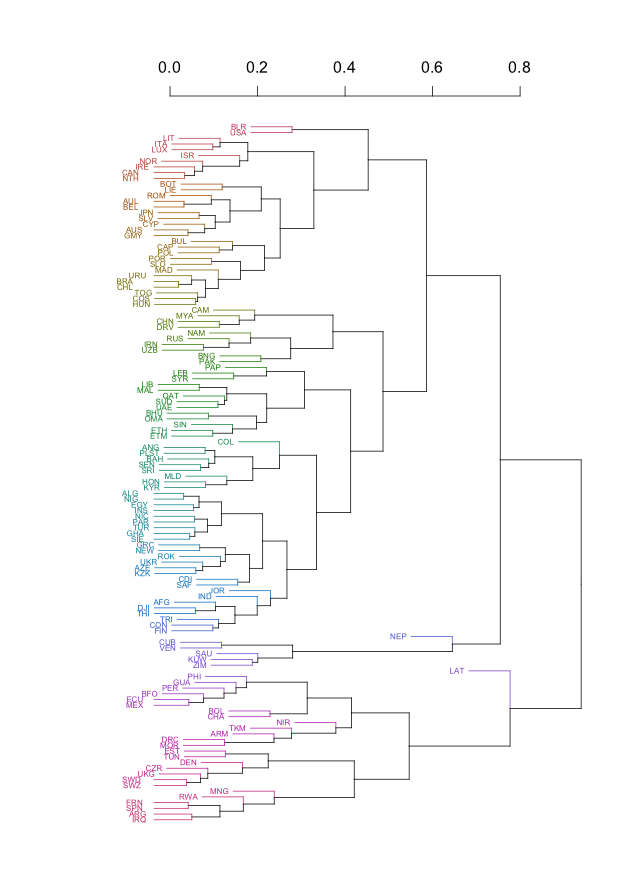 0.0 0.2 0.4 0.6 0.8
BLR
USA
LIT
ITA
LUX
ISR
NOR
IRE
CAN
NTH
BOT
LIE
ROM
AUL
BEL
JPN
SLV
CYP
AUS
GMY
BUL
CAP
POL
POR
SLO
MAD
URU
BRA
CHL
TOG
COS
HUN
CAM
MYA
CHN
DRV
NAM
RUS
IRN
UZB
BNG
PAK
PAP
LEB
SYR
LIB
MAL
QAT
SUD
UAE
BHU
OMA
SIN
ETH
ETM
COL
ANG
PLST
BAH
SEN
SRI
MLD
HON
KYR
ALG
NIG
EGY
INS
NIC
PAR
TUR
GHA
SIE
GRC
NEW
ROK
UKR
AZE
KZK
CDI
SAF
JOR
IND
AFG
DJI
THI
TRI
CON
FIN
NEP
CUB
VEN
SAU
KUW
ZIM
LAT
PHI
GUA
PER
BFO
ECU
MEX
BOL
CHA
NIR
TKM
ARM
DRC
MOR
EST
TUN
DEN
CZR
UKG
SWD
SWZ
MNG
RWA
FRN
SPN
ARG
IRQ